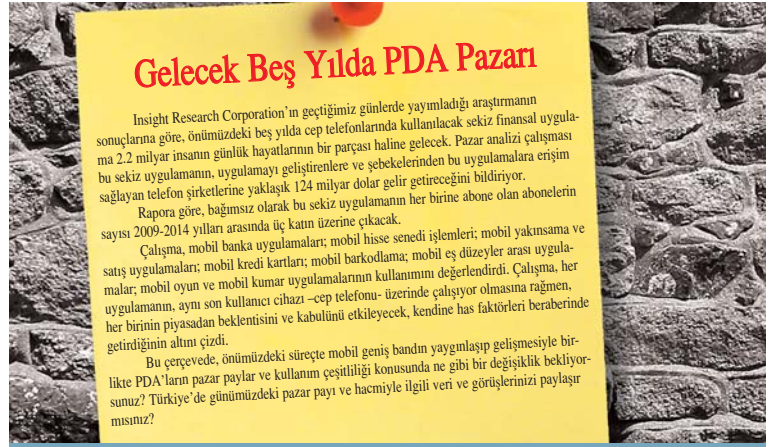 Gelecek Beş Yılda PDA Pazarı
Insight Research Corporation'ın geçtiğimiz günlerde yayımladığı araştırmanın
sonuçlarına göre, önümüzdeki beş yılda cep telefonlarında kullanılacak sekiz finansal uygula-
ma 2.2 milyar insanın günlük hayatlarının bir parçası haline gelecek. Pazar analizi çalışması
bu sekiz uygulamanın, uygulamayı geliştirenlere ve şebekelerinden bu uygulamalara erişim
sağlayan telefon şirketlerine yaklaşık 124 milyar dolar gelir getireceğini bildiriyor.
Rapora göre, bağımsız olarak bu sekiz uygulamanın her birine abone olan abonelerin
sayısı 2009-2014 yılları arasında üç katın üzerine çıkacak.
Çalışma, mobil banka uygulamaları; mobil hisse senedi işlemleri; mobil yakınsama ve
satış uygulamaları; mobil kredi kartları; mobil barkodlama; mobil eş düzeyler arası uygula-
malar; mobil oyun ve mobil kumar uygulamalarının kullanımını değerlendirdi. Çalışma, her
uygulamanın, aynı son kullanıcı cihazı –cep telefonu- üzerinde çalışıyor olmasına rağmen,
her birinin piyasadan beklentisini ve kabulünü etkileyecek, kendine has faktörleri beraberinde
getirdiğinin altını çizdi.
Bu çerçevede, önümüzdeki süreçte mobil geniş bandın yaygınlaşıp gelişmesiyle bir-
likte PDA'ların pazar paylar ve kullanım çeşitliliği konusunda ne gibi bir değişiklik bekliyor-
sunuz? Türkiye'de günümüzdeki pazar payı ve hacmiyle ilgili veri ve görüşlerinizi paylaşır
mısınız?